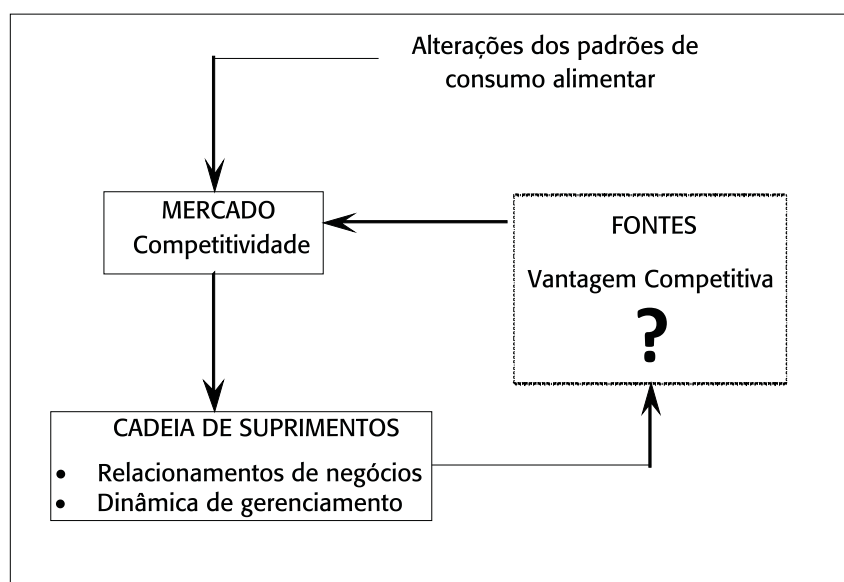 Alterações dos padrões de
consumo alimentar
MERCADO
Competitividade
FONTES
Vantagem Competitiva
?
CADEIA DE SUPRIMENTOS
• Relacionamentos de negócios
• Dinâmica de gerenciamento